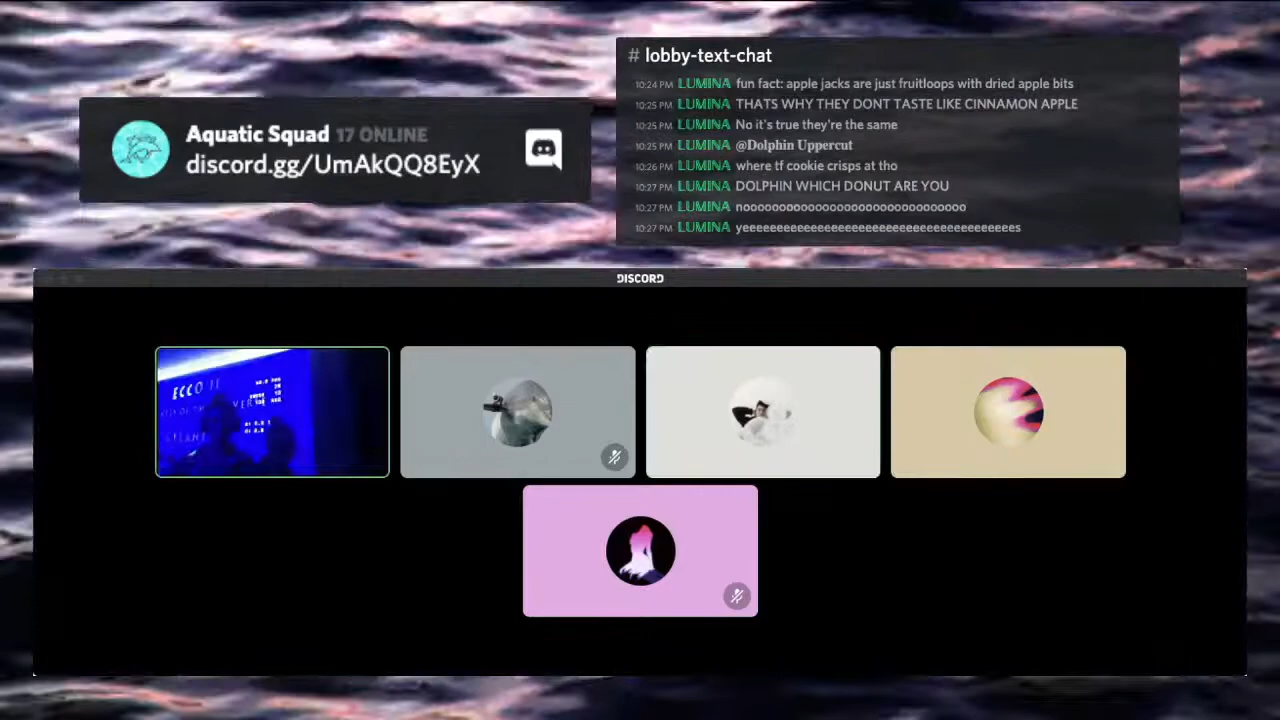 Aquatic Squad 17 ONLINE
discord.gg/UmAkQQ8EyX
# lobby-text-chat
10:24 PM LUMINA fun fact: apple jacks are just fruitloops with dried apple bits
10:25 PM LUMINA THATS WHY THEY DONT TASTE LIKE CINNAMON APPLE
10:25 PM LUMINA No it's true they're the same
10:25 PM LUMINA @Dolphin Uppercut
10:26 PM LUMINA where tf cookie crisps at tho
10:27 PM LUMINA DOLPHIN WHICH DONUT ARE YOU
10:27 PM LUMINA nooooooooooooooooooooooooooooooo
10:27 PM LUMINA yeeeeeeeeeeeeeeeeeeeeeeeeeeeeeeeeeeeeeeees
DISCORD
ECCO